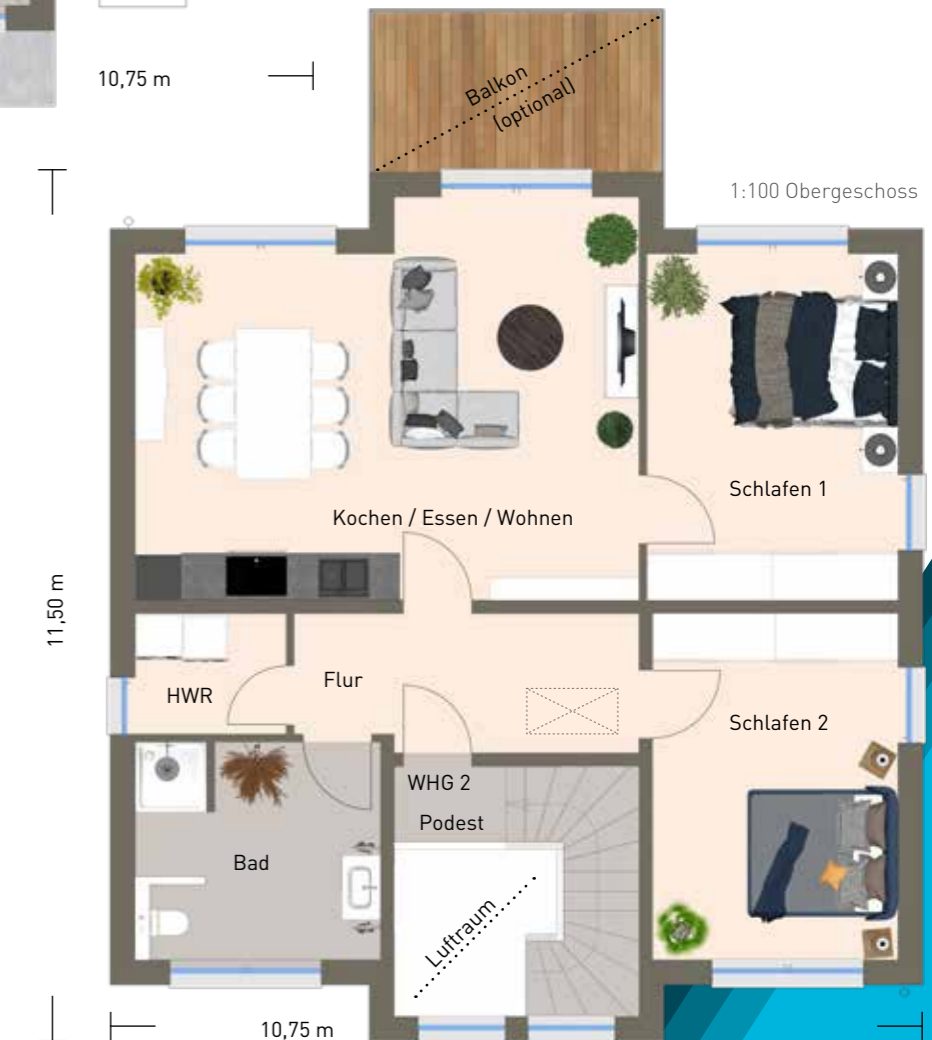 10,75 m
Balkon
(optional)
1:100 Obergeschoss
Schlafen 1
Kochen / Essen / Wohnen
11,50 m
HWR
Flur
Schlafen 2
WHG 2
Podest
Bad
Luftraum
10,75 m